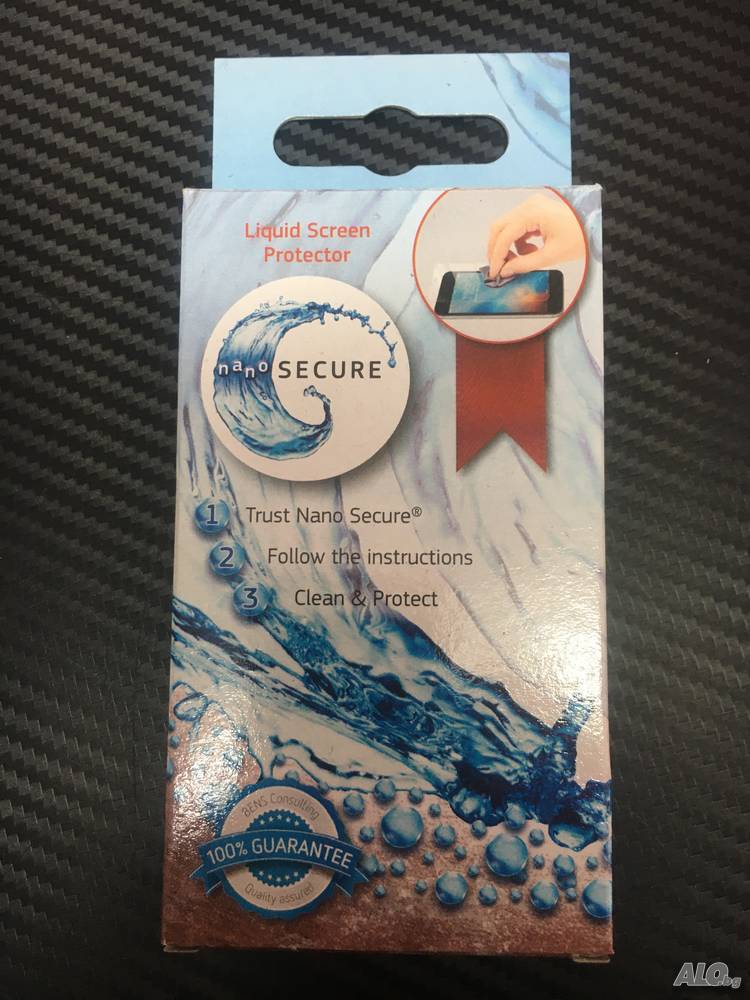 Liquid Screen
Protector
nano SECURE
1 Trust Nano Secure®
2 Follow the instructions
3 Clean & Protect
BENS Consulting
100% GUARANTEE
Quality assured
ALO.bg